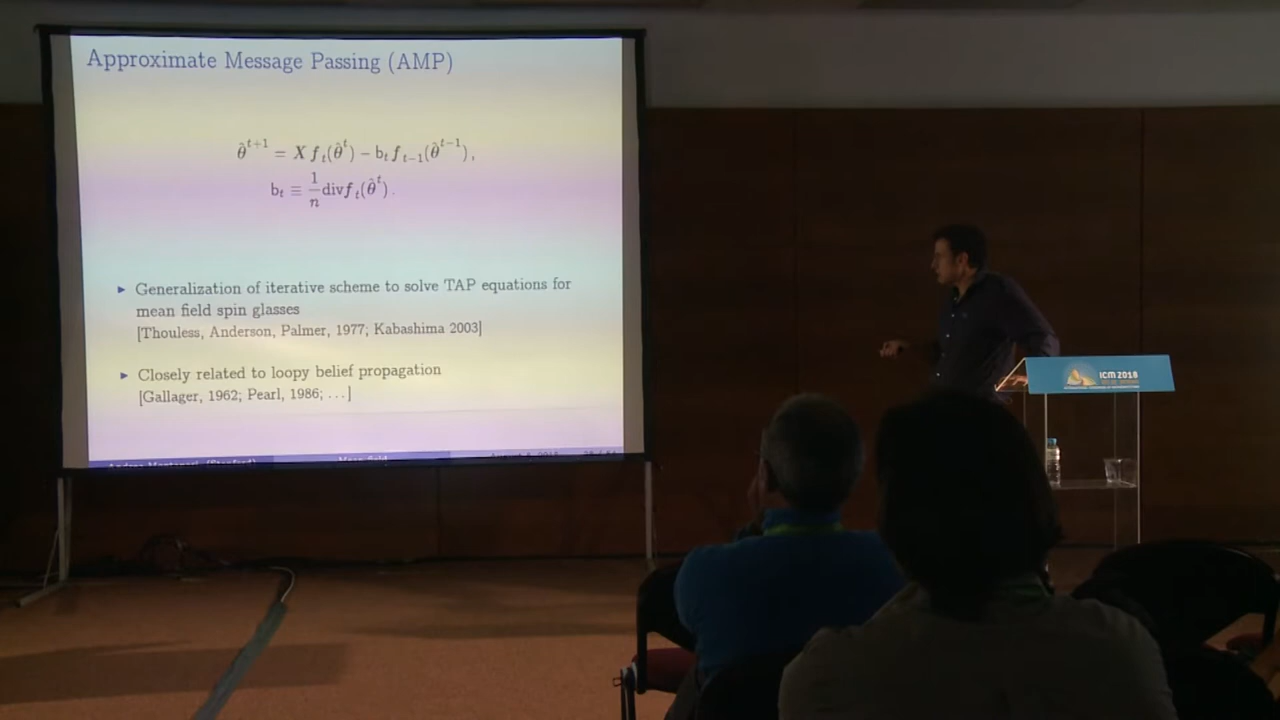 Approximate Message Passing (AMP)
θ̂^{t+1} = X f_t(θ̂^t) − b_t f_{t−1}(θ̂^{t−1}) ,
b_t ≡ 1/n div f_t(θ̂^t) .
▶ Generalization of iterative scheme to solve TAP equations for
mean field spin glasses
[Thouless, Anderson, Palmer, 1977; Kabashima 2003]
▶ Closely related to loopy belief propagation
[Gallager, 1962; Pearl, 1986; . . .]
ICM 2018